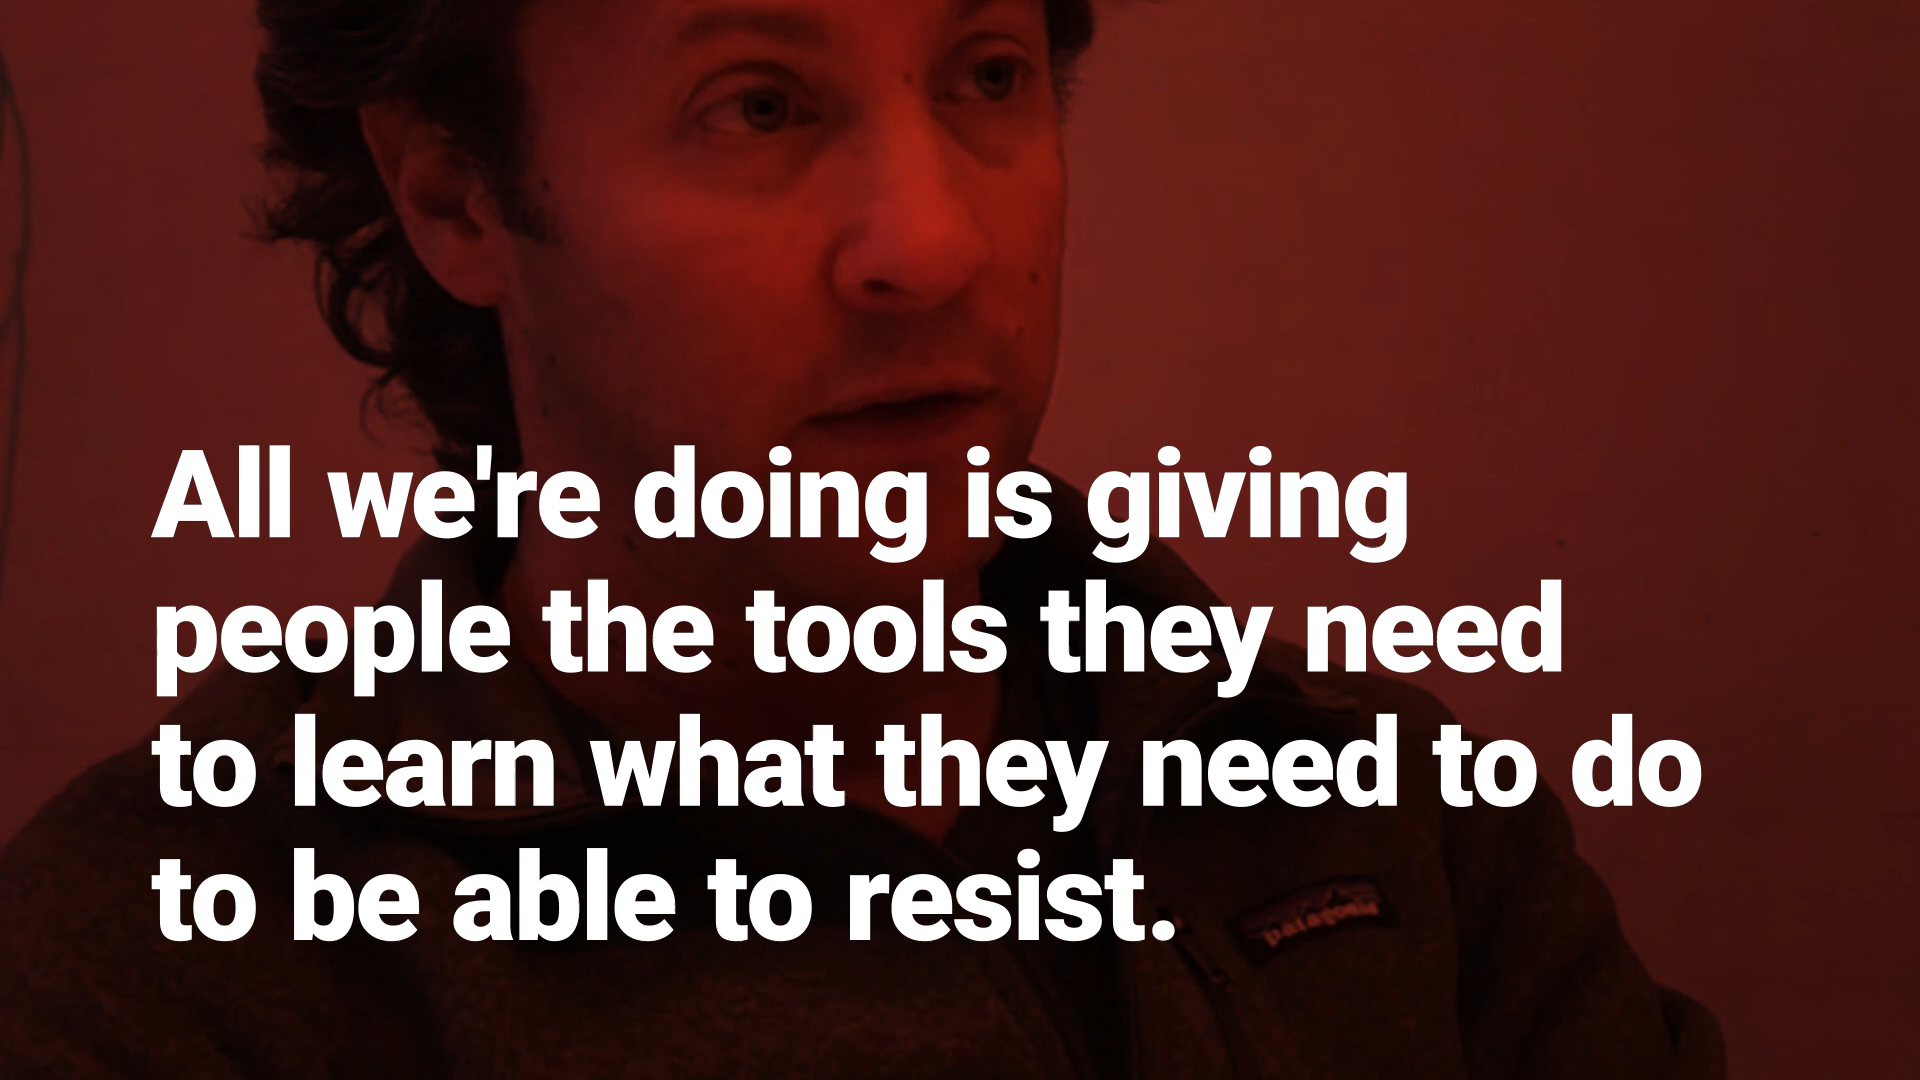 All we're doing is giving
people the tools they need
to learn what they need to do
to be able to resist.
patagonia